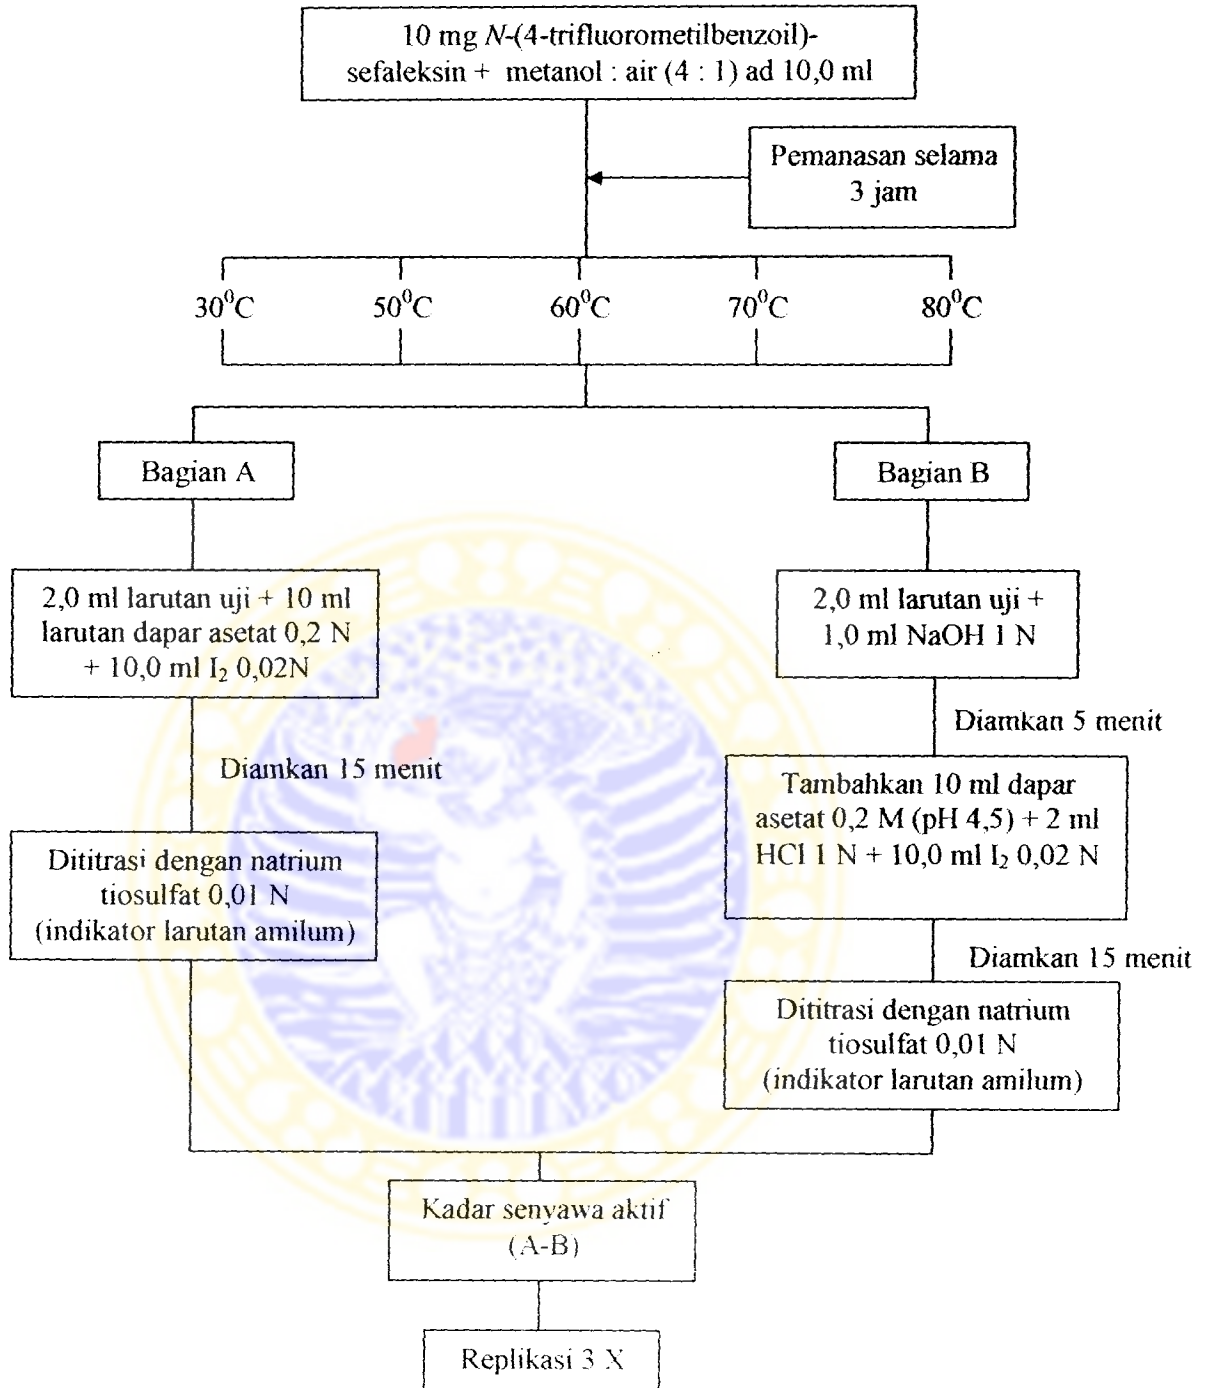 10 mg N-(4-trifluorometilbenzoil)-
sefaleksin + metanol : air (4 : 1) ad 10,0 ml
Pemanasan selama
3 jam
30⁰C
50⁰C
60⁰C
70⁰C
80⁰C
Bagian A
Bagian B
2,0 ml larutan uji + 10 ml
larutan dapar asetat 0,2 N
+ 10,0 ml I₂ 0,02N
Diamkan 15 menit
Dititrasi dengan natrium
tiosulfat 0,01 N
(indikator larutan amilum)
2,0 ml larutan uji +
1,0 ml NaOH 1 N
Diamkan 5 menit
Tambahkan 10 ml dapar
asetat 0,2 M (pH 4,5) + 2 ml
HCl 1 N + 10,0 ml I₂ 0,02 N
Diamkan 15 menit
Dititrasi dengan natrium
tiosulfat 0,01 N
(indikator larutan amilum)
Kadar senyawa aktif
(A-B)
Replikasi 3 X